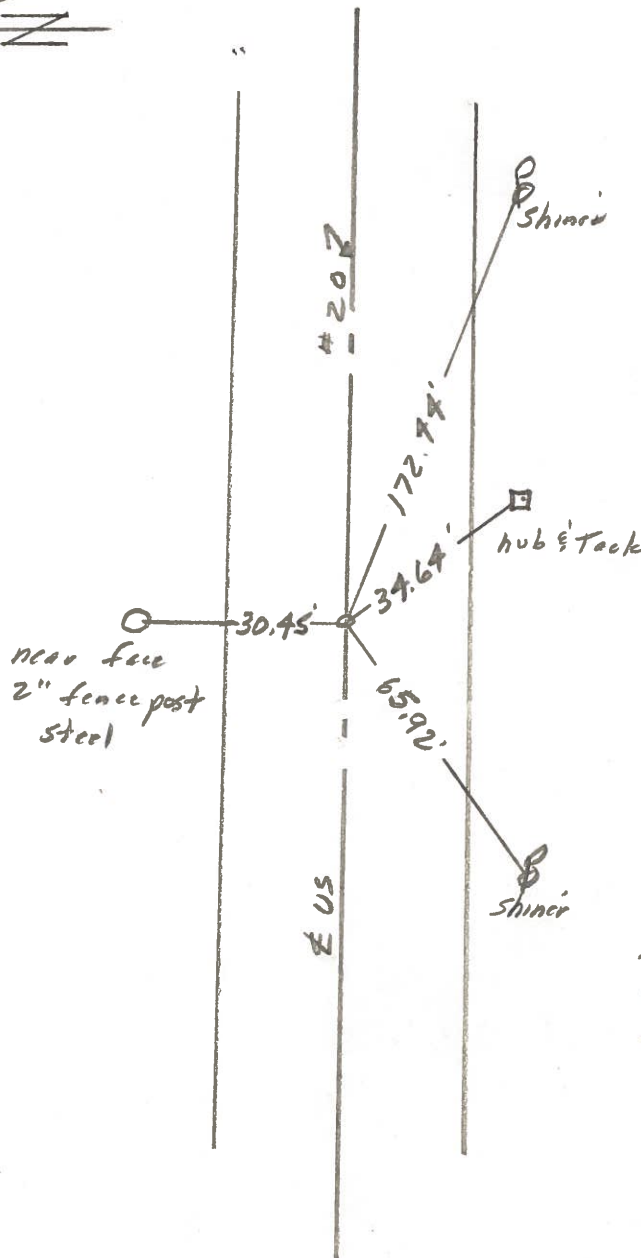 N
shiner
# 20
172.44'
34.64'
hub & Tack
30.45'
near face
2" fence post
steel
65.92'
℄ US
shiner